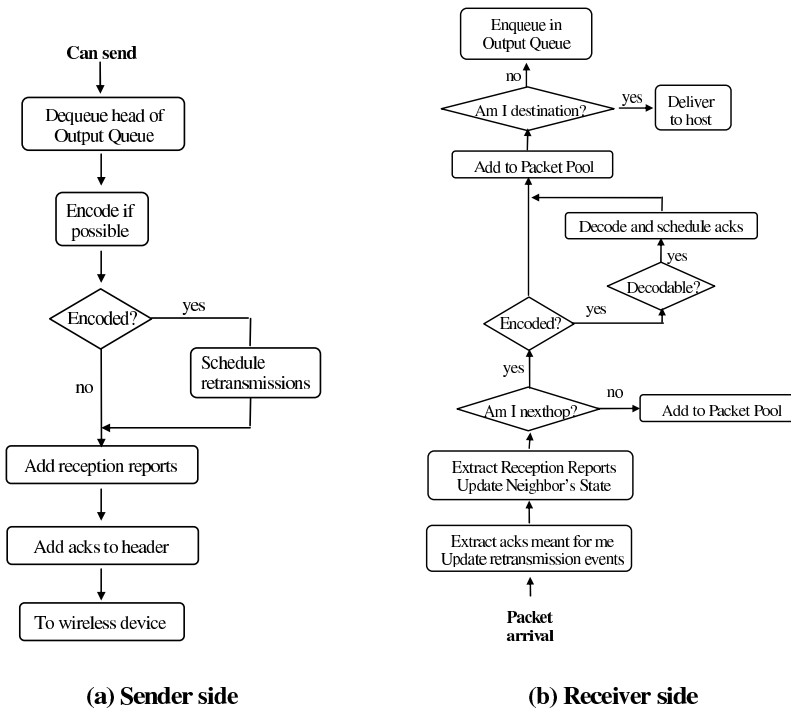 Can send
Dequeue head of
Output Queue
Encode if
possible
Encoded?
yes
Schedule
retransmissions
no
Add reception reports
Add acks to header
To wireless device
(a) Sender side
Enqueue in
Output Queue
no
Am I destination?
yes
Deliver
to host
Add to Packet Pool
Decode and schedule acks
yes
Decodable?
Encoded?
yes
yes
Am I nexthop?
no
Add to Packet Pool
Extract Reception Reports
Update Neighbor's State
Extract acks meant for me
Update retransmission events
Packet
arrival
(b) Receiver side